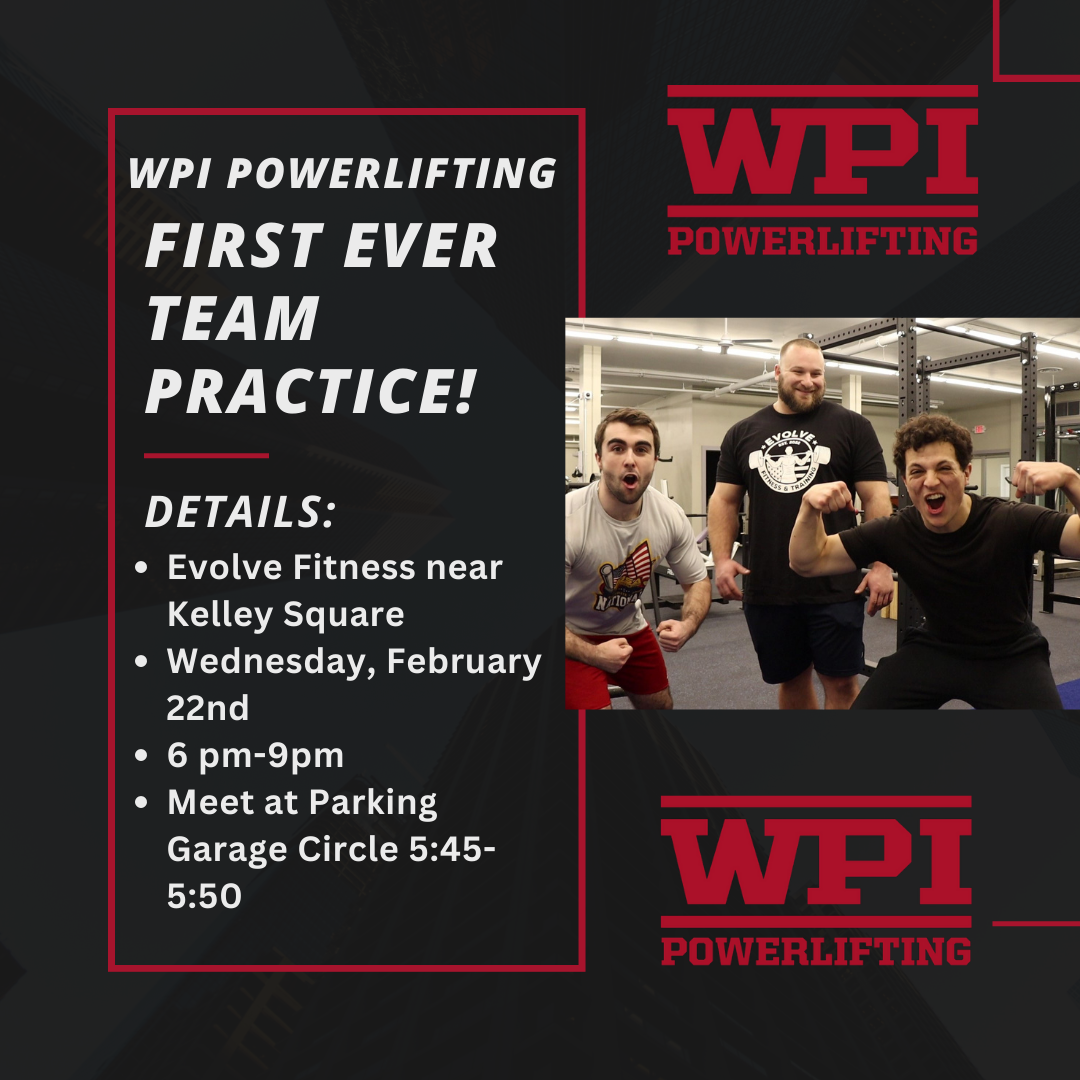 WPI POWERLIFTING
FIRST EVER
TEAM
PRACTICE!
DETAILS:
• Evolve Fitness near
Kelley Square
• Wednesday, February
22nd
• 6 pm-9pm
• Meet at Parking
Garage Circle 5:45-
5:50
WPI
POWERLIFTING
EVOLVE
FITNESS & TRAINING
WPI
POWERLIFTING